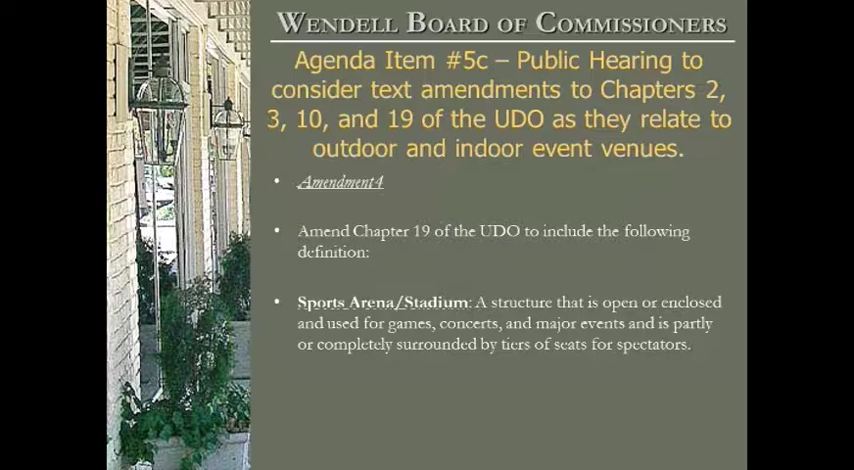 WENDELL BOARD OF COMMISSIONERS
Agenda Item #5c – Public Hearing to
consider text amendments to Chapters 2,
3, 10, and 19 of the UDO as they relate to
outdoor and indoor event venues.
• Amendment4
• Amend Chapter 19 of the UDO to include the following
definition:
• Sports Arena/Stadium: A structure that is open or enclosed
and used for games, concerts, and major events and is partly
or completely surrounded by tiers of seats for spectators.